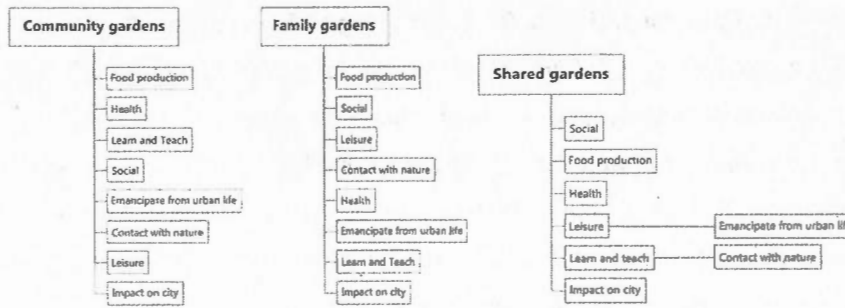 Community gardens
Food production
Health
Learn and Teach
Social
Emancipate from urban life
Contact with nature
Leisure
Impact on city
Family gardens
Food production
Social
Leisure
Contact with nature
Health
Emancipate from urban life
Learn and Teach
Impact on city
Shared gardens
Social
Food production
Health
Leisure
Emancipate from urban life
Learn and teach
Contact with nature
Impact on city